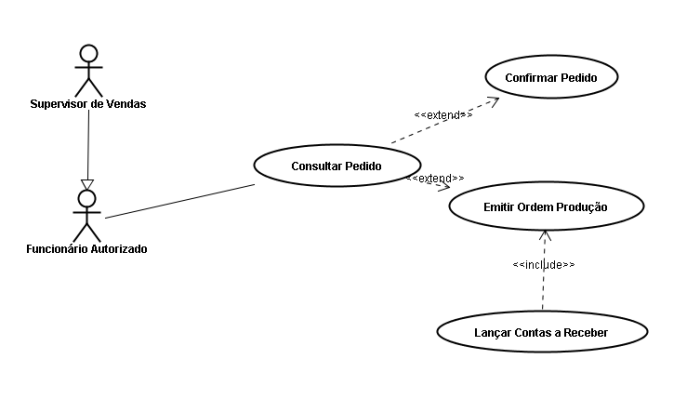 Supervisor de Vendas
Confirmar Pedido
<<extend>>
Consultar Pedido
<<extend>>
Emitir Ordem Produção
Funcionário Autorizado
<<include>>
Lançar Contas a Receber